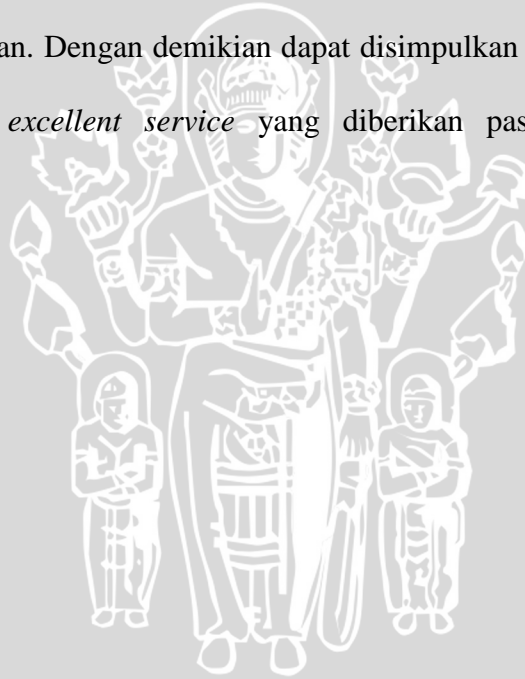 an. Dengan demikian dapat disimpulkan
excellent service yang diberikan pas